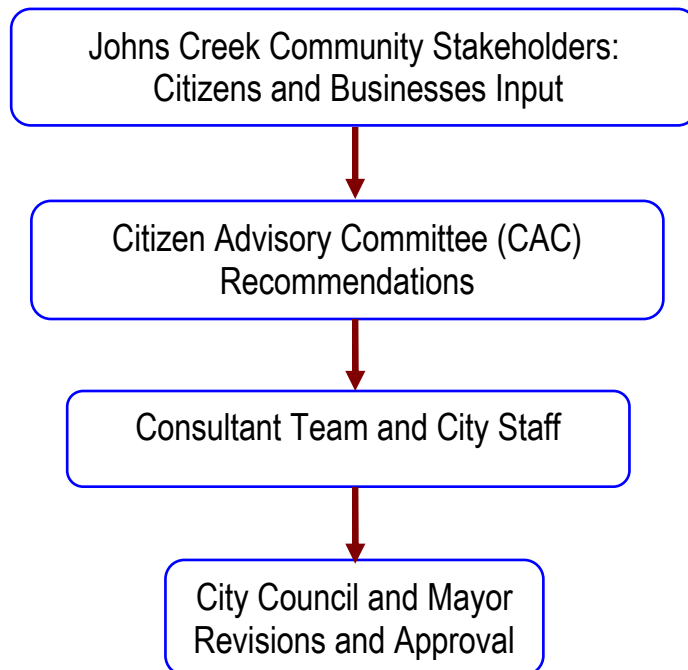 Johns Creek Community Stakeholders:
Citizens and Businesses Input
Citizen Advisory Committee (CAC)
Recommendations
Consultant Team and City Staff
City Council and Mayor
Revisions and Approval